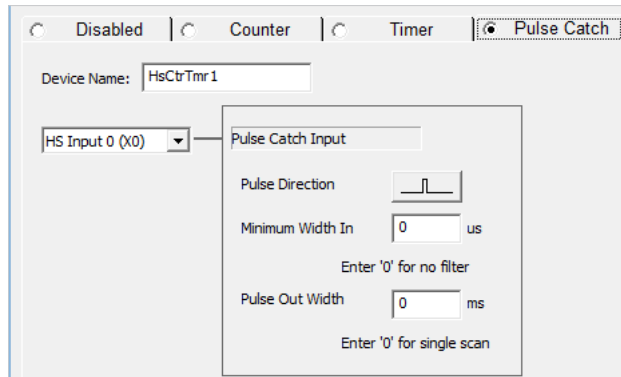 Disabled Counter Timer Pulse Catch
Device Name: HsCtrTmr1
HS Input 0 (X0) Pulse Catch Input
Pulse Direction
Minimum Width In 0 us
Enter '0' for no filter
Pulse Out Width 0 ms
Enter '0' for single scan